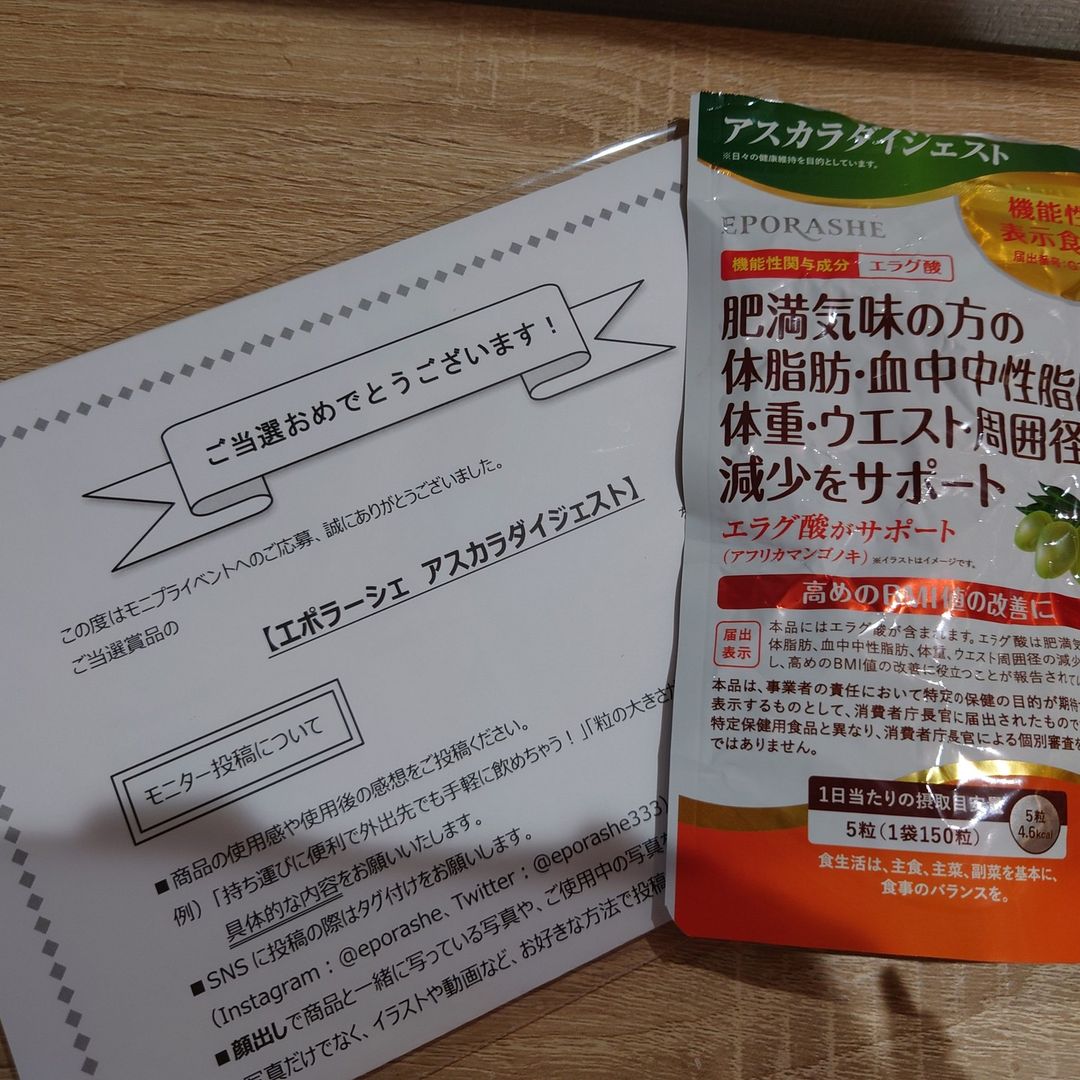 ご当選おめでとうございます！
この度はモニプライベントへのご応募、誠にありがとうございました。
ご当選賞品の
【エポラーシェ アスカラダイジェスト】
モニター投稿について
■商品の使用感や使用後の感想をご投稿ください。
例）「持ち運びに便利で外出先でも手軽に飲めちゃう！」「粒の大きさ
具体的な内容をお願いいたします。
■SNSに投稿の際はタグ付けをお願いします。
（Instagram：@eporashe、Twitter：@eporashe333）
■顔出しで商品と一緒に写っている写真や、ご使用中の写真
写真だけでなく、イラストや動画など、お好きな方法で投稿
アスカラダイジェスト
※日々の健康維持を目的としています。
EPORASHE
機能性
表示食
届出番号:G
機能性関与成分 エラグ酸
肥満気味の方の
体脂肪・血中中性脂
体重・ウエスト周囲径
減少をサポート
エラグ酸がサポート
（アフリカマンゴノキ） ※イラストはイメージです。
高めのBMI値の改善に
届出
表示
本品にはエラグ酸が含まれます。エラグ酸は肥満気
体脂肪、血中中性脂肪、体重、ウエスト周囲径の減少
し、高めのBMI値の改善に役立つことが報告されてい
本品は、事業者の責任において特定の保健の目的が期待
表示するものとして、消費者庁長官に届出されたもので
特定保健用食品と異なり、消費者庁長官による個別審査を
ではありません。
1日当たりの摂取目安量
5粒（1袋150粒）
5粒
4.6kcal
食生活は、主食、主菜、副菜を基本に、
食事のバランスを。